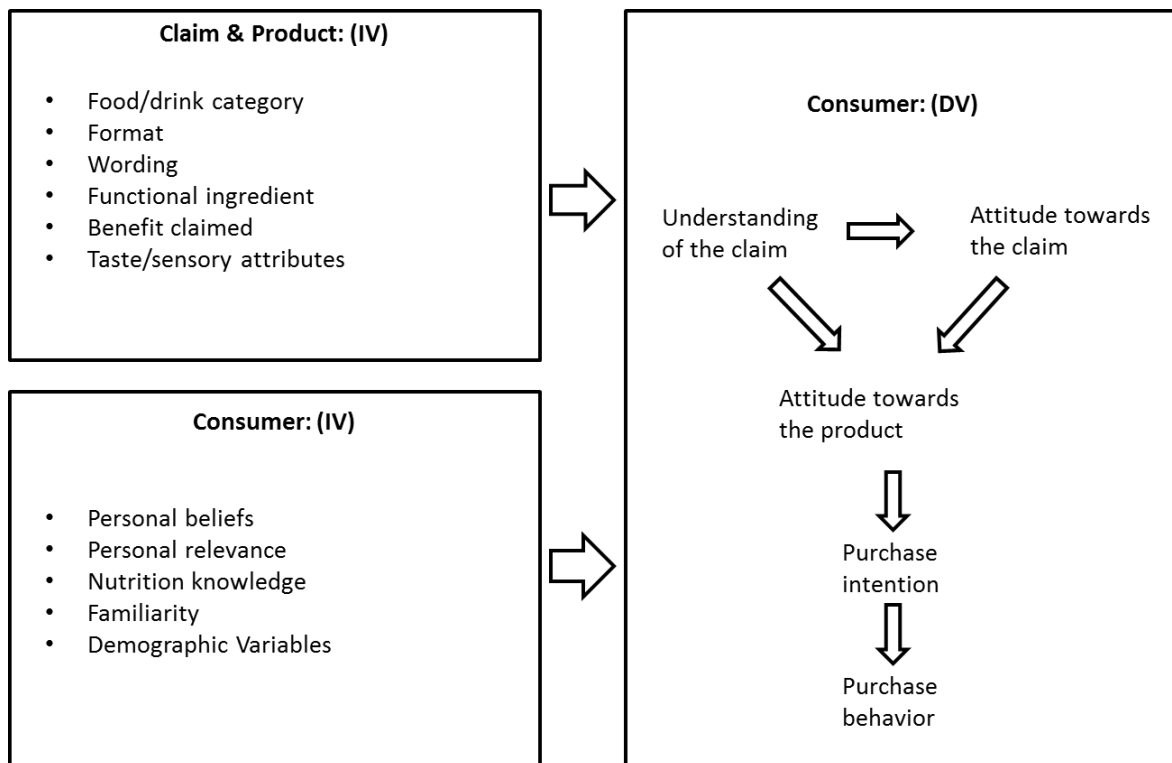 Claim & Product: (IV)
• Food/drink category
• Format
• Wording
• Functional ingredient
• Benefit claimed
• Taste/sensory attributes
Consumer: (IV)
• Personal beliefs
• Personal relevance
• Nutrition knowledge
• Familiarity
• Demographic Variables
Consumer: (DV)
Understanding
of the claim
Attitude towards
the claim
Attitude towards
the product
Purchase
intention
Purchase
behavior